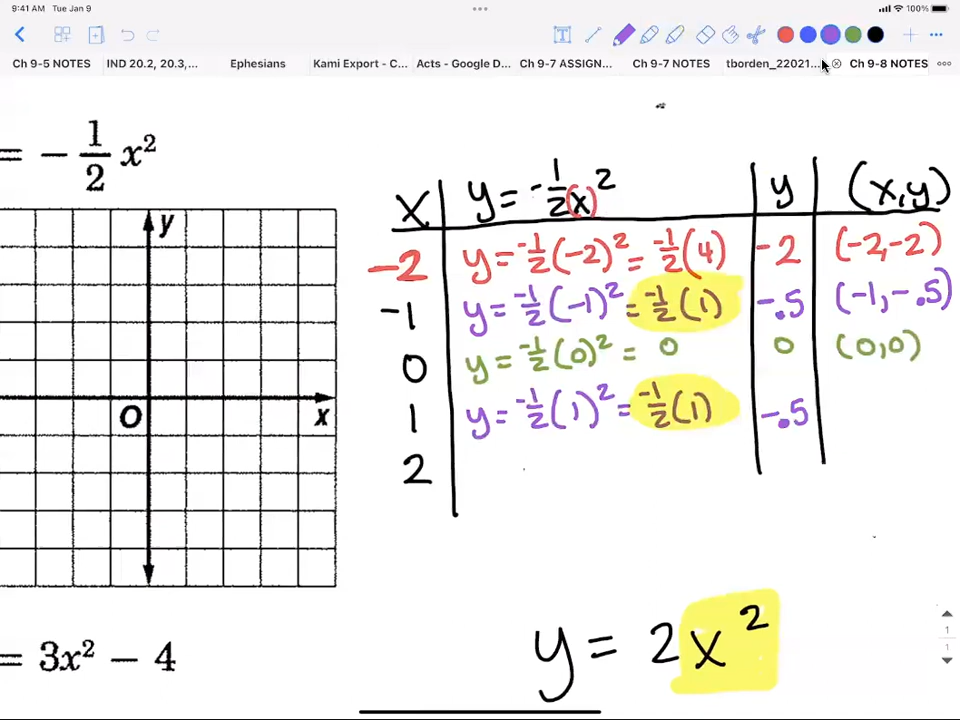 9:41 AM Tue Jan 9
100%
Ch 9-5 NOTES
IND 20.2, 20.3,...
Ephesians
Kami Export - C...
Acts - Google D...
Ch 9-7 ASSIGN...
Ch 9-7 NOTES
tborden_22021...
Ch 9-8 NOTES
= - 1/2 x²
y
O
x
= 3x² - 4
x y = -1/2(x)² y (x,y)
-2 y = -1/2(-2)² = -1/2(4) -2 (-2,-2)
-1 y = -1/2(-1)² = -1/2(1) -.5 (-1,-.5)
0 y = -1/2(0)² = 0 0 (0,0)
1 y = -1/2(1)² = -1/2(1) -.5
2
y = 2x²
1
1